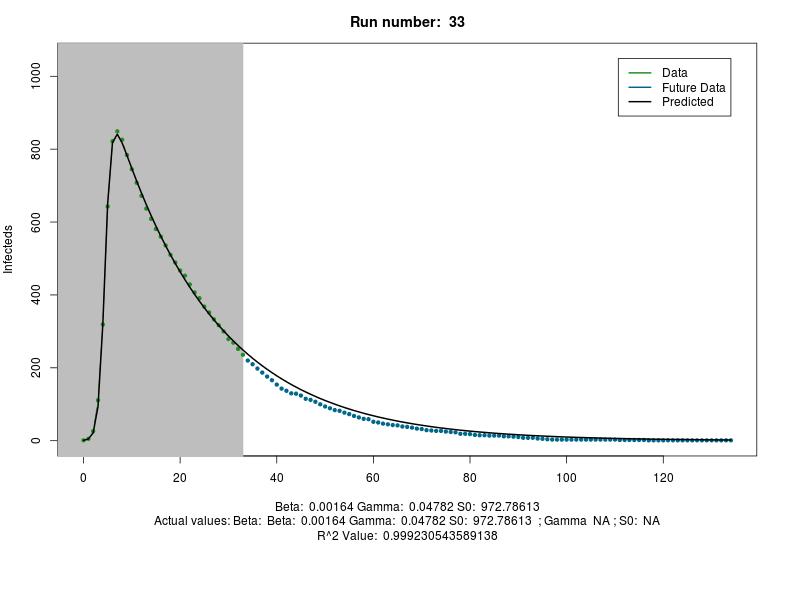 Run number: 33
Data
Future Data
Predicted
Infecteds
1000
800
600
400
200
0
0 20 40 60 80 100 120
Beta: 0.00164 Gamma: 0.04782 S0: 972.78613
Actual values: Beta: Beta: 0.00164 Gamma: 0.04782 S0: 972.78613 ; Gamma NA ; S0: NA
R^2 Value: 0.999230543589138